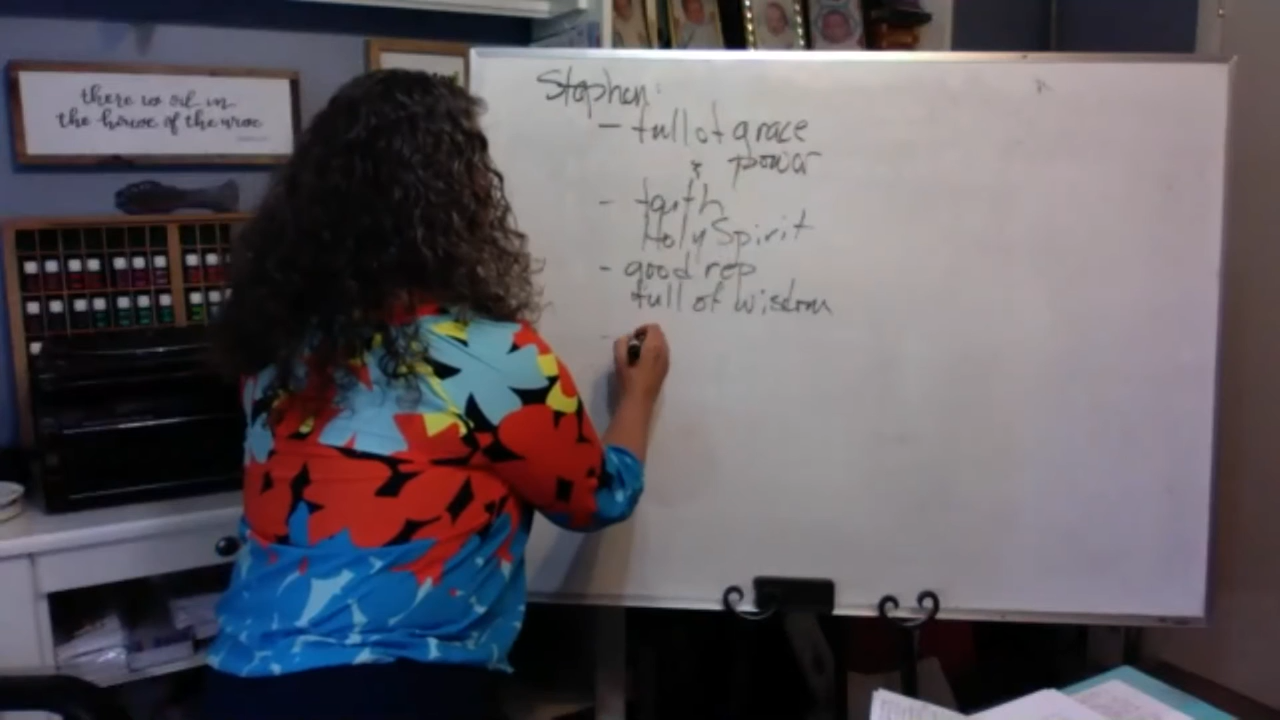 there is oil in
the house of the wise
Stephen:
- full of grace
& power
- faith
Holy Spirit
- good rep
full of wisdom
-